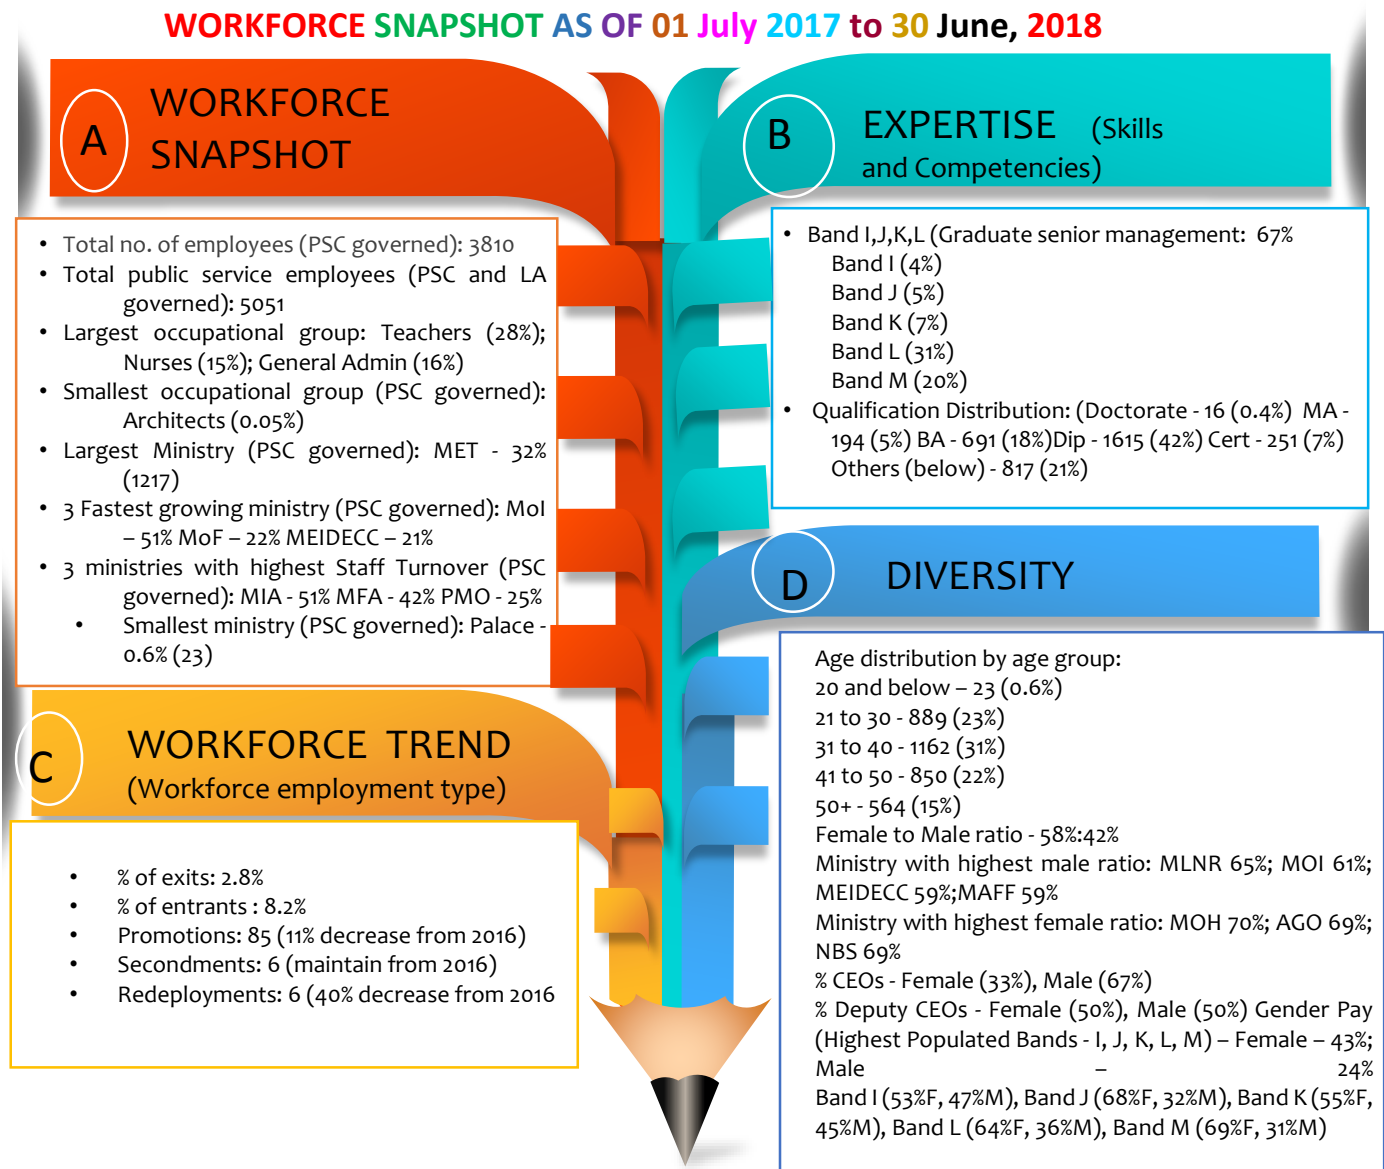 WORKFORCE SNAPSHOT AS OF 01 July 2017 to 30 June, 2018
A
WORKFORCE
SNAPSHOT
• Total no. of employees (PSC governed): 3810
• Total public service employees (PSC and LA
governed): 5051
• Largest occupational group: Teachers (28%);
Nurses (15%); General Admin (16%)
• Smallest occupational group (PSC governed):
Architects (0.05%)
• Largest Ministry (PSC governed): MET - 32%
(1217)
• 3 Fastest growing ministry (PSC governed): MoI
– 51% MoF – 22% MEIDECC – 21%
• 3 ministries with highest Staff Turnover (PSC
governed): MIA - 51% MFA - 42% PMO - 25%
• Smallest ministry (PSC governed): Palace -
0.6% (23)
B
EXPERTISE (Skills
and Competencies)
• Band I,J,K,L (Graduate senior management: 67%
Band I (4%)
Band J (5%)
Band K (7%)
Band L (31%)
Band M (20%)
• Qualification Distribution: (Doctorate - 16 (0.4%) MA -
194 (5%) BA - 691 (18%)Dip - 1615 (42%) Cert - 251 (7%)
Others (below) - 817 (21%)
C
WORKFORCE TREND
(Workforce employment type)
• % of exits: 2.8%
• % of entrants : 8.2%
• Promotions: 85 (11% decrease from 2016)
• Secondments: 6 (maintain from 2016)
• Redeployments: 6 (40% decrease from 2016
D
DIVERSITY
Age distribution by age group:
20 and below – 23 (0.6%)
21 to 30 - 889 (23%)
31 to 40 - 1162 (31%)
41 to 50 - 850 (22%)
50+ - 564 (15%)
Female to Male ratio - 58%:42%
Ministry with highest male ratio: MLNR 65%; MOI 61%;
MEIDECC 59%;MAFF 59%
Ministry with highest female ratio: MOH 70%; AGO 69%;
NBS 69%
% CEOs - Female (33%), Male (67%)
% Deputy CEOs - Female (50%), Male (50%) Gender Pay
(Highest Populated Bands - I, J, K, L, M) – Female – 43%;
Male – 24%
Band I (53%F, 47%M), Band J (68%F, 32%M), Band K (55%F,
45%M), Band L (64%F, 36%M), Band M (69%F, 31%M)